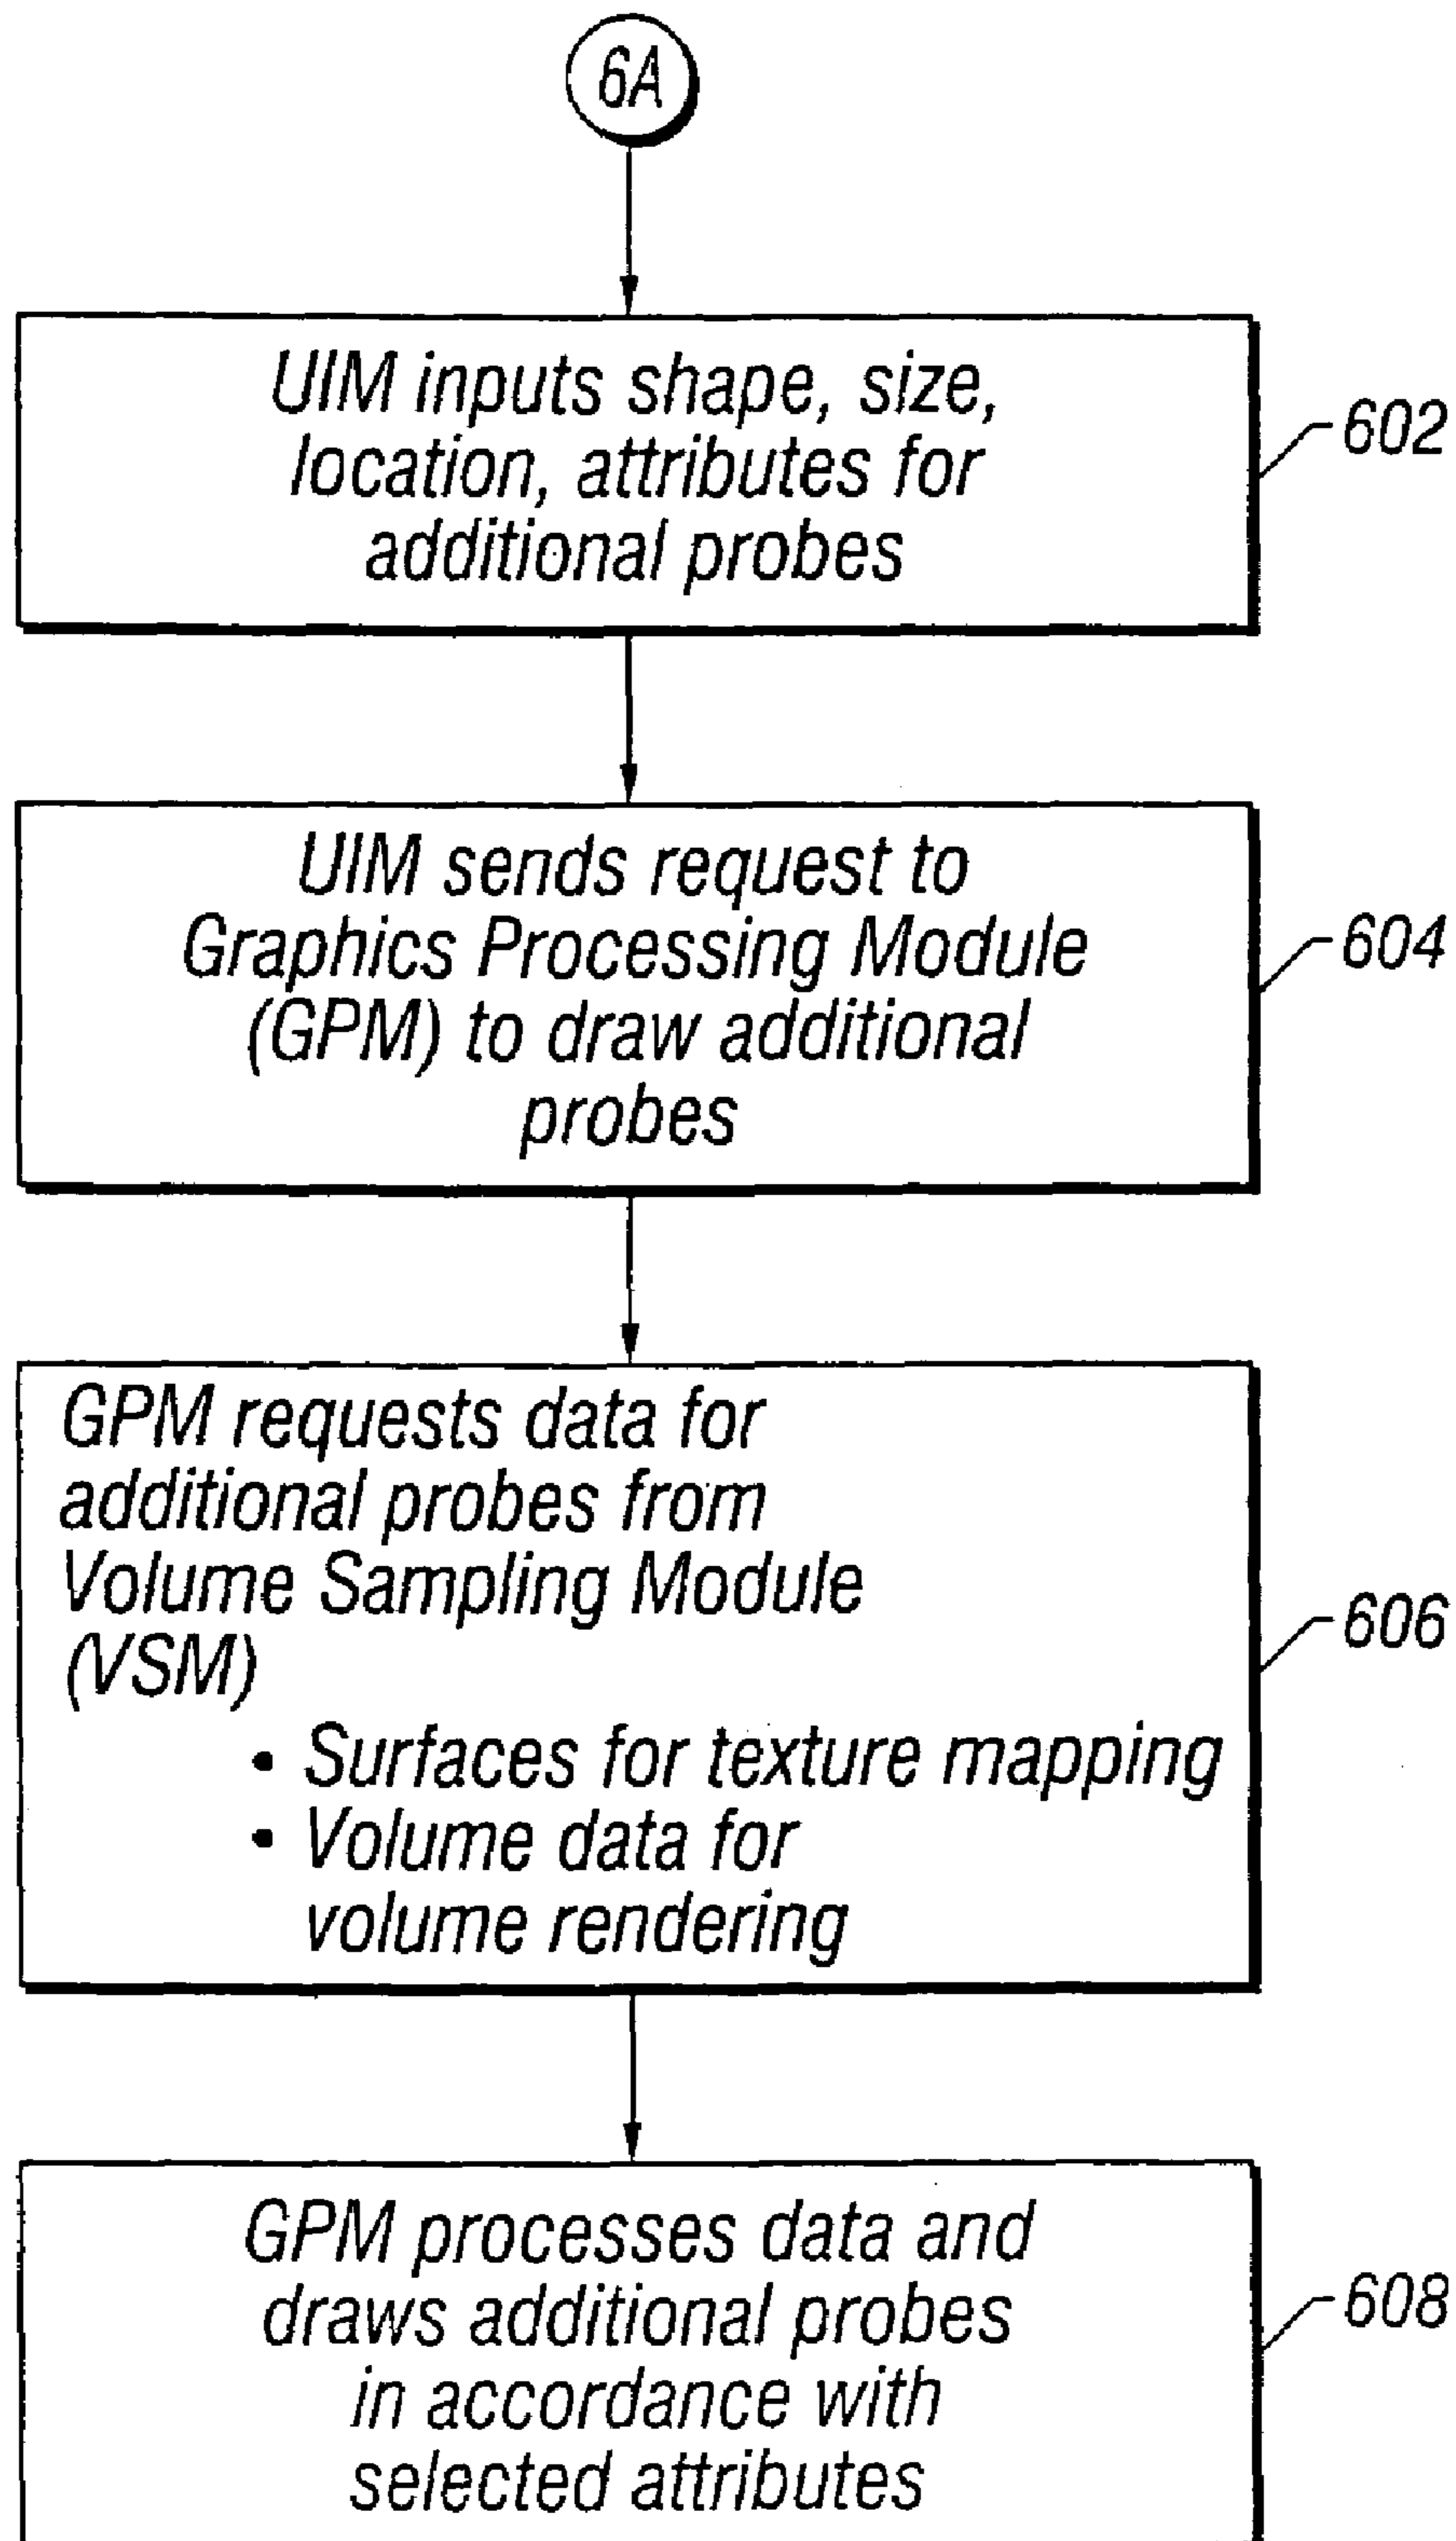 6A
UIM inputs shape, size,
location, attributes for
additional probes
602
UIM sends request to
Graphics Processing Module
(GPM) to draw additional
probes
604
GPM requests data for
additional probes from
Volume Sampling Module
(VSM)
• Surfaces for texture mapping
• Volume data for
volume rendering
606
GPM processes data and
draws additional probes
in accordance with
selected attributes
608